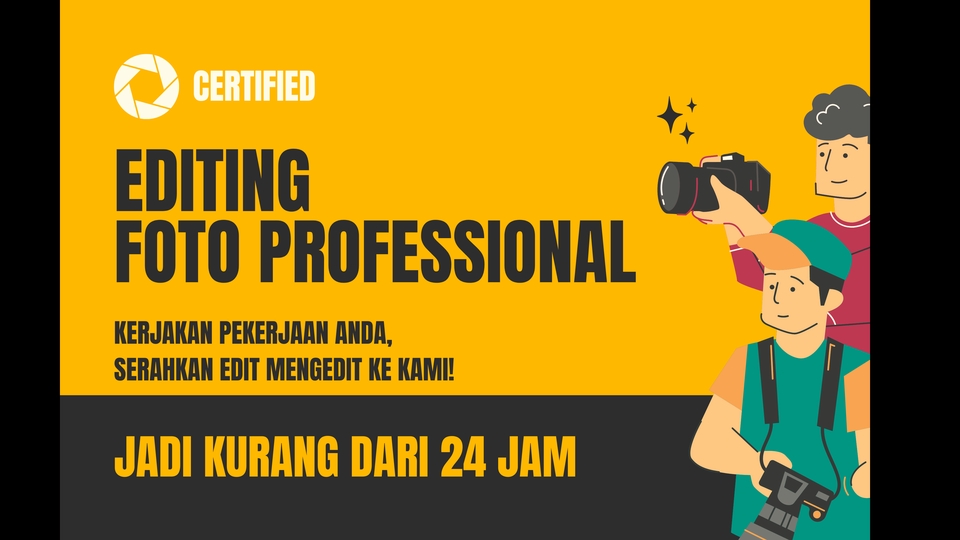 CERTIFIED
EDITING
FOTO PROFESSIONAL
KERJAKAN PEKERJAAN ANDA,
SERAHKAN EDIT MENGEDIT KE KAMI!
JADI KURANG DARI 24 JAM